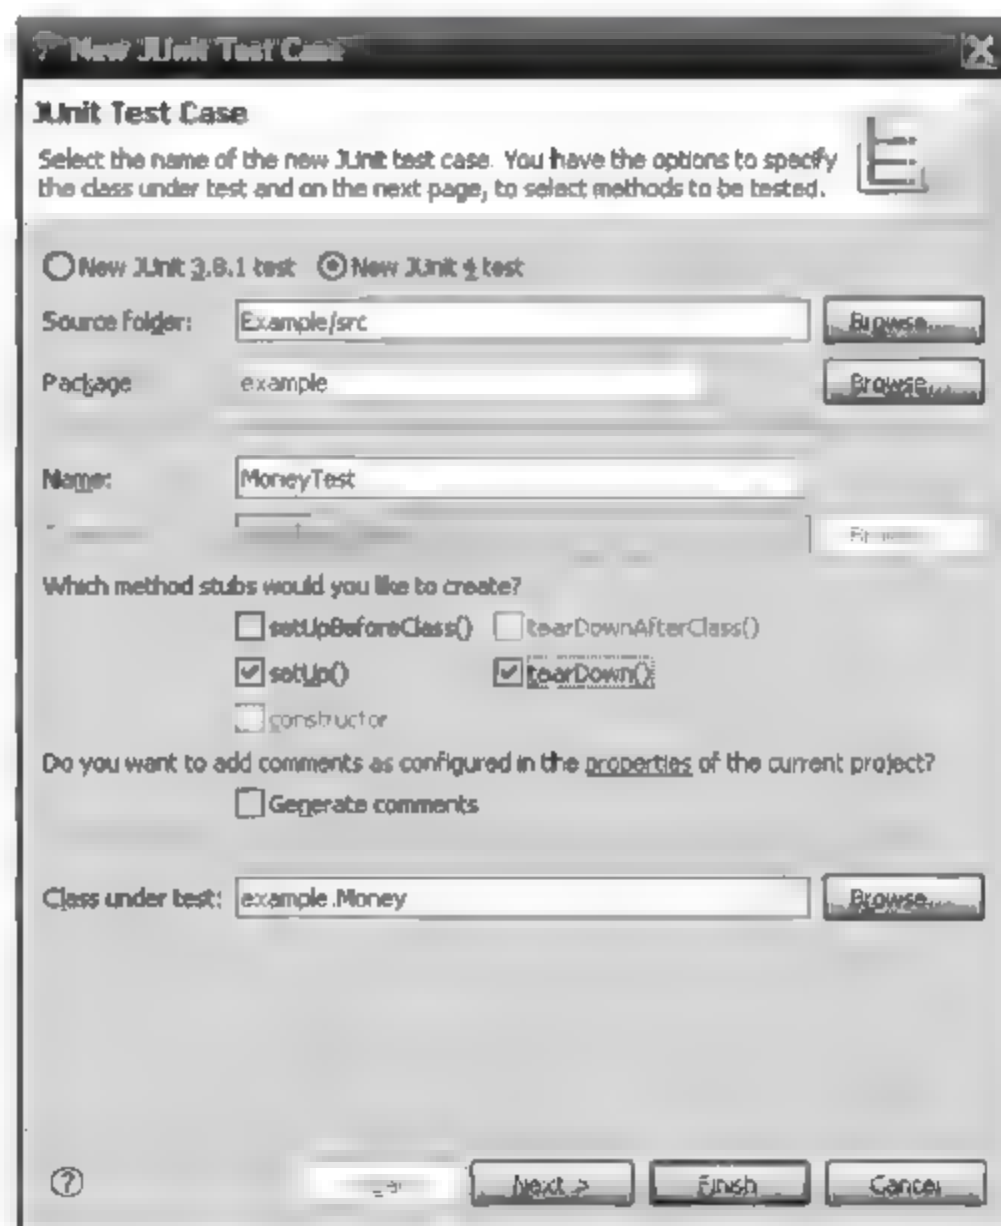 New JUnit Test Case
JUnit Test Case
Select the name of the new JUnit test case. You have the options to specify
the class under test and on the next page, to select methods to be tested.
New JUnit 3.8.1 test New JUnit 4 test
Source folder: Example/src Browse...
Package example Browse...
Name: MoneyTest
Which method stubs would you like to create?
setUpBeforeClass() tearDownAfterClass()
setUp() tearDown()
constructor
Do you want to add comments as configured in the properties of the current project?
Generate comments
Class under test: example.Money Browse...
Next > Finish Cancel